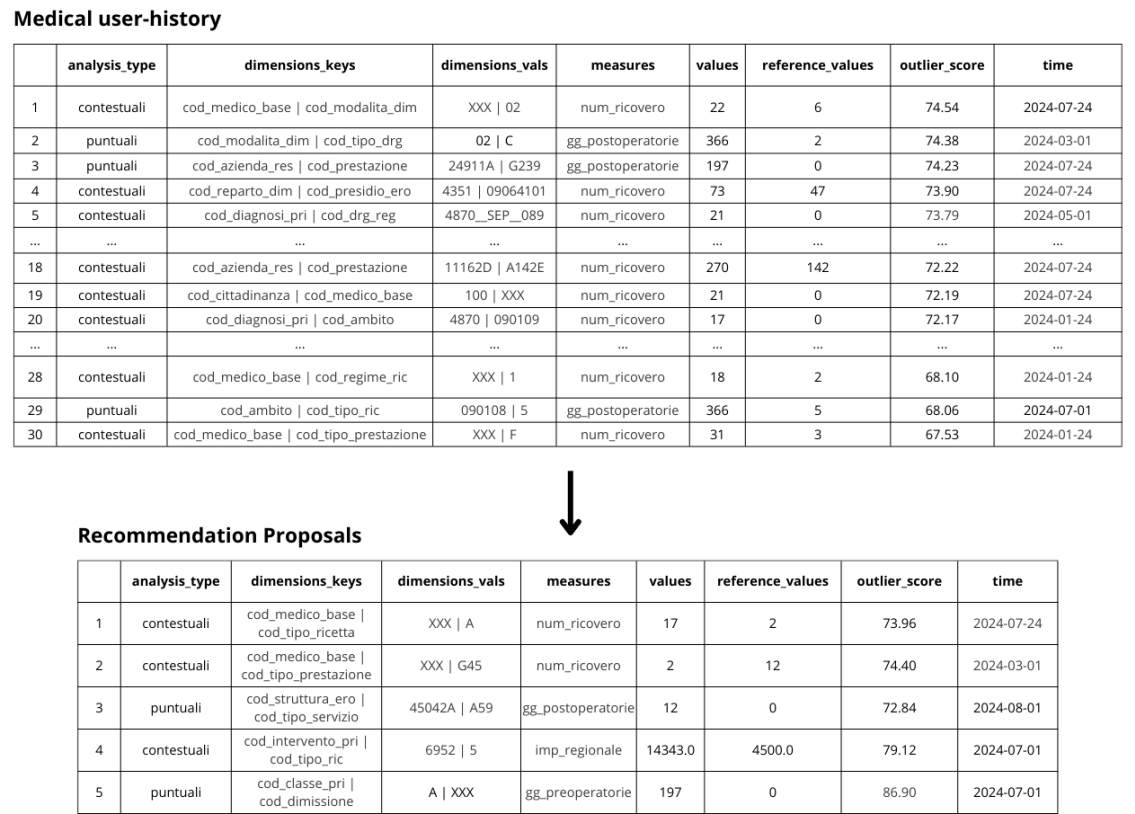 Medical user-history
analysis_type dimensions_keys dimensions_vals measures values reference_values outlier_score time
1 contestuali cod_medico_base | cod_modalita_dim XXX | 02 num_ricovero 22 6 74.54 2024-07-24
2 puntuali cod_modalita_dim | cod_tipo_drg 02 | C gg_postoperatorie 366 2 74.38 2024-03-01
3 puntuali cod_azienda_res | cod_prestazione 24911A | G239 gg_postoperatorie 197 0 74.23 2024-07-24
4 contestuali cod_reparto_dim | cod_presidio_ero 4351 | 09064101 num_ricovero 73 47 73.90 2024-07-24
5 contestuali cod_diagnosi_pri | cod_drg_reg 4870__SEP__089 num_ricovero 21 0 73.79 2024-05-01
... ... ... ... ... ... ... ... ...
18 contestuali cod_azienda_res | cod_prestazione 11162D | A142E num_ricovero 270 142 72.22 2024-07-24
19 contestuali cod_cittadinanza | cod_medico_base 100 | XXX num_ricovero 21 0 72.19 2024-07-24
20 contestuali cod_diagnosi_pri | cod_ambito 4870 | 090109 num_ricovero 17 0 72.17 2024-01-24
... ... ... ... ... ... ... ... ...
28 contestuali cod_medico_base | cod_regime_ric XXX | 1 num_ricovero 18 2 68.10 2024-01-24
29 puntuali cod_ambito | cod_tipo_ric 090108 | 5 gg_postoperatorie 366 5 68.06 2024-07-01
30 contestuali cod_medico_base | cod_tipo_prestazione XXX | F num_ricovero 31 3 67.53 2024-01-24
Recommendation Proposals
analysis_type dimensions_keys dimensions_vals measures values reference_values outlier_score time
cod_medico_base |
1 contestuali cod_tipo_ricetta XXX | A num_ricovero 17 2 73.96 2024-07-24
cod_medico_base |
2 contestuali cod_tipo_prestazione XXX | G45 num_ricovero 2 12 74.40 2024-03-01
cod_struttura_ero |
3 puntuali cod_tipo_servizio 45042A | A59 gg_postoperatorie 12 0 72.84 2024-08-01
cod_intervento_pri |
4 contestuali cod_tipo_ric 6952 | 5 imp_regionale 14343.0 4500.0 79.12 2024-07-01
cod_classe_pri |
5 puntuali cod_dimissione A | XXX gg_preoperatorie 197 0 86.90 2024-07-01